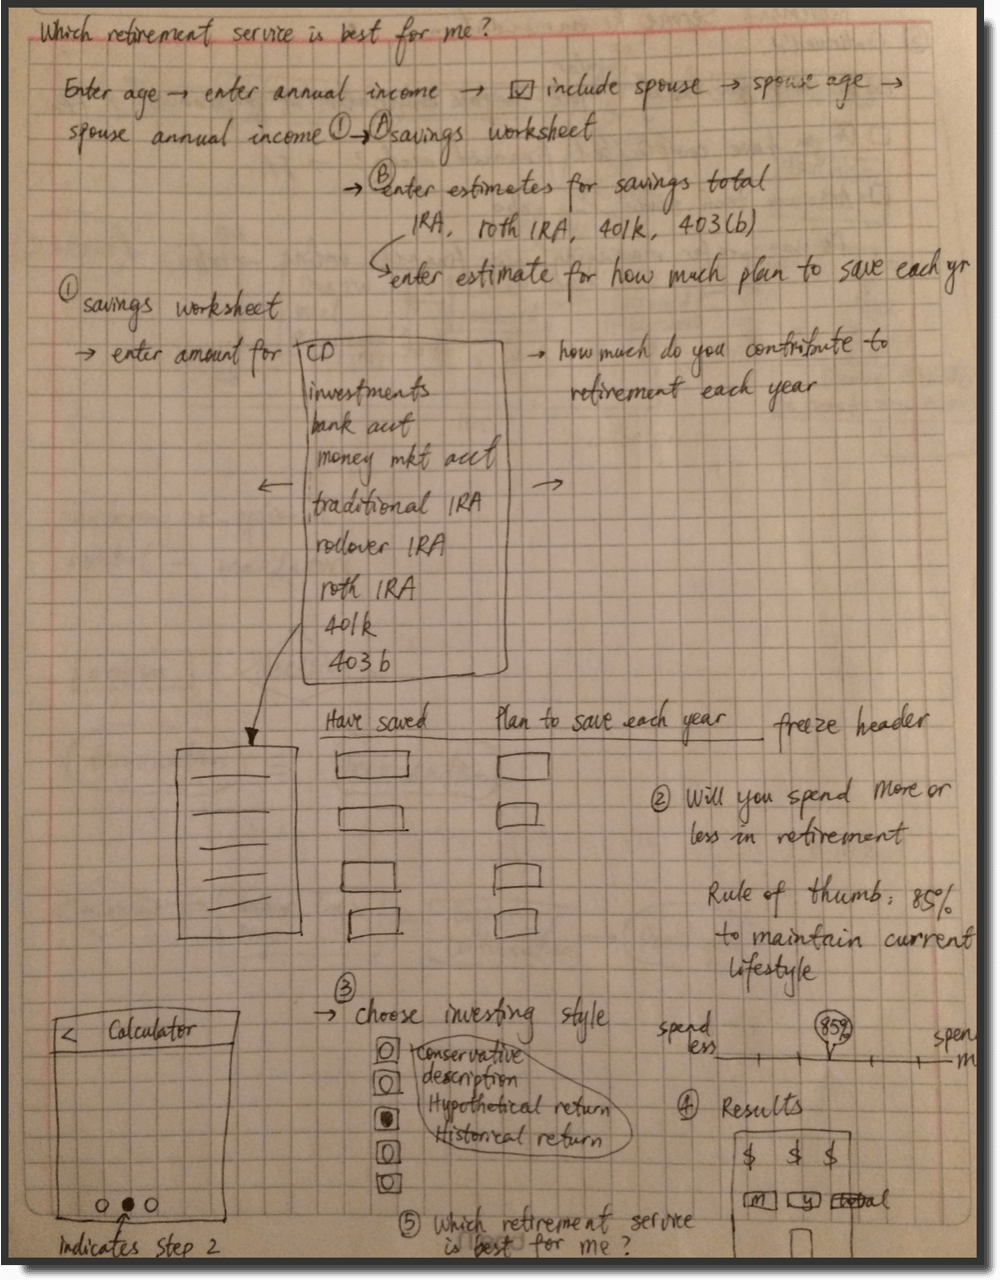 Which retirement service is best for me?
Enter age → enter annual income → ☑ include spouse → spouse age →
spouse annual income ① → Ⓐ savings worksheet
→ Ⓑ enter estimates for savings total
IRA, roth IRA, 401k, 403(b)
enter estimate for how much plan to save each yr
① savings worksheet
→ enter amount for
CD
investments
bank acct
money mkt acct
traditional IRA
rollover IRA
roth IRA
401k
403b
→ how much do you contribute to
retirement each year
Have saved Plan to save each year freeze header
② Will you spend more or
less in retirement
Rule of thumb: 85%
to maintain current
lifestyle
spend
less
85%
spen
m
③
→ choose investing style
conservative
description
Hypothetical return
Historical return
< Calculator
indicates step 2
④ Results
$ $ $
m y total
⑤ Which retirement service
is best for me?